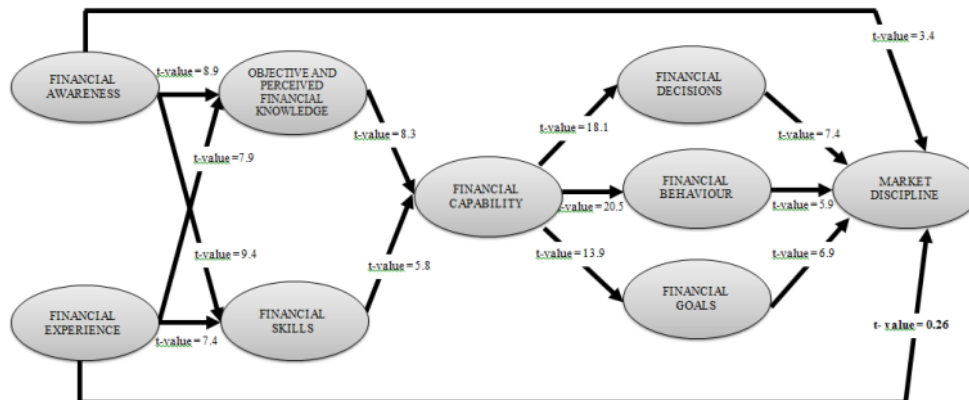 t-value = 3.4
FINANCIAL
AWARENESS
t-value = 8.9
OBJECTIVE AND
PERCEIVED
FINANCIAL
KNOWLEDGE
FINANCIAL
DECISIONS
t-value = 8.3
t-value = 18.1
t-value = 7.4
t-value = 7.9
FINANCIAL
CAPABILITY
FINANCIAL
BEHAVIOUR
MARKET
DISCIPLINE
t-value = 20.5
t-value = 5.9
t-value = 9.4
t-value = 5.8
t-value = 13.9
t-value = 6.9
FINANCIAL
EXPERIENCE
t-value = 7.4
FINANCIAL
SKILLS
FINANCIAL
GOALS
t- value = 0.26